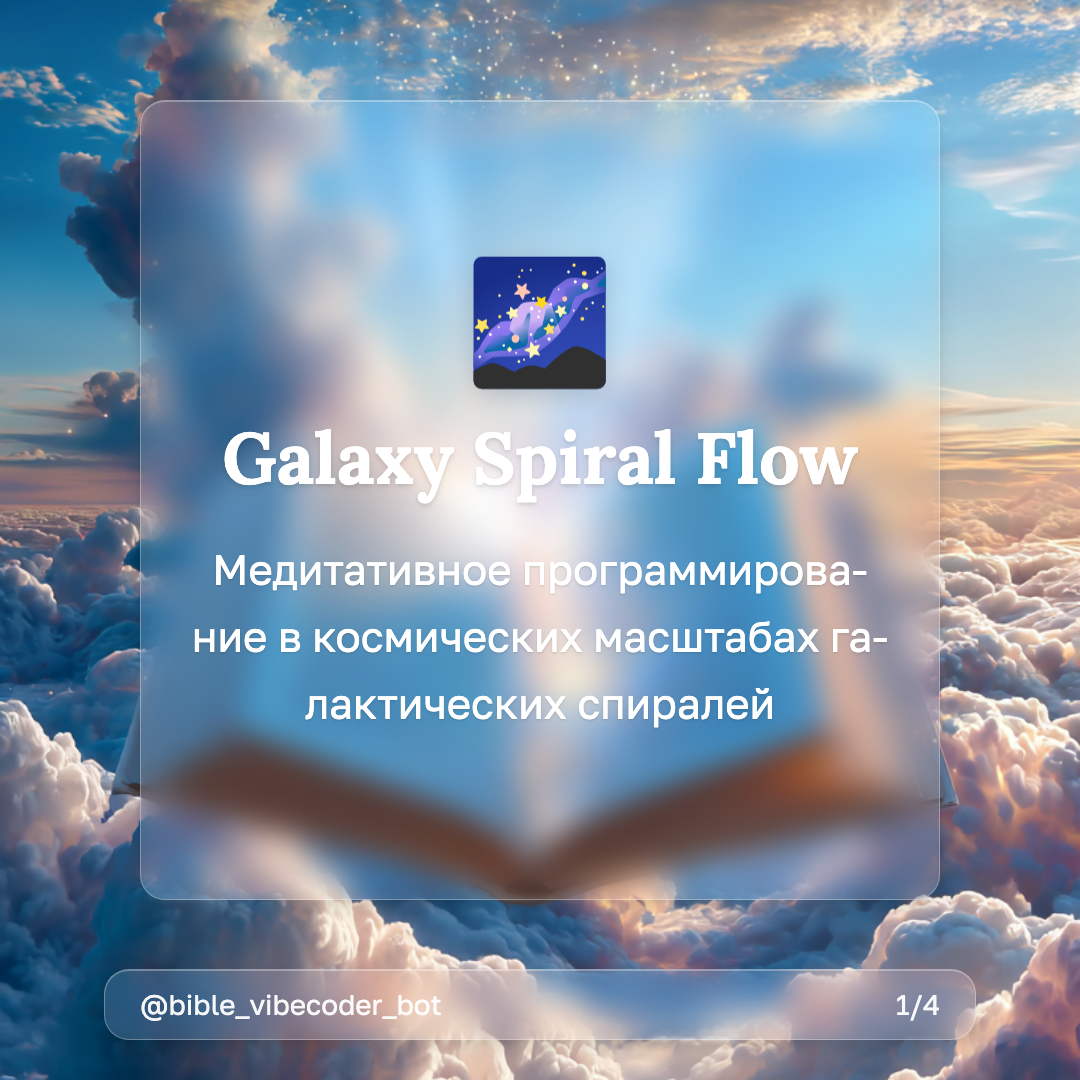 Galaxy Spiral Flow
Медитативное программирова-
ние в космических масштабах га-
лактических спиралей
@bible_vibecoder_bot
1/4